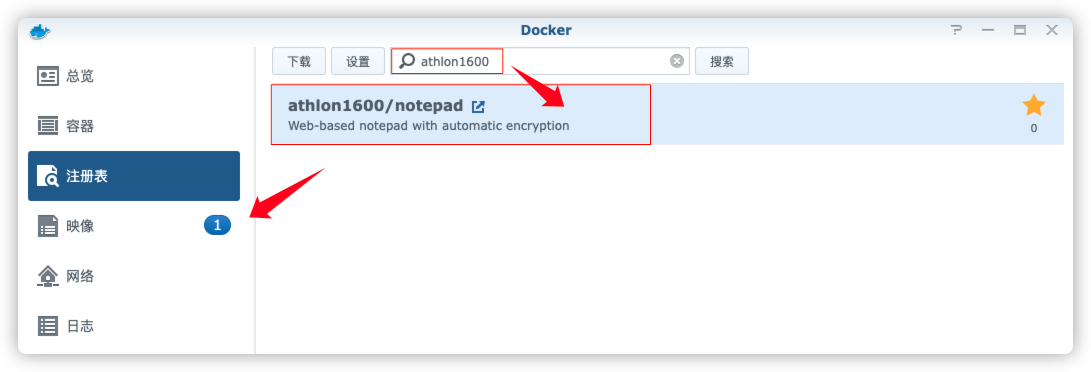 Docker
总览
容器
注册表
映像
1
网络
日志
下载 设置 athlon1600 搜索
athlon1600/notepad
Web-based notepad with automatic encryption
0